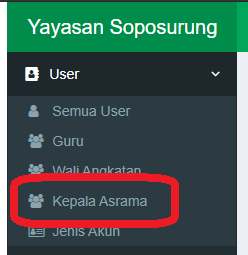 Yayasan Soposurung
User
Semua User
Guru
Wali Angkatan
Kepala Asrama
Jenis Akun